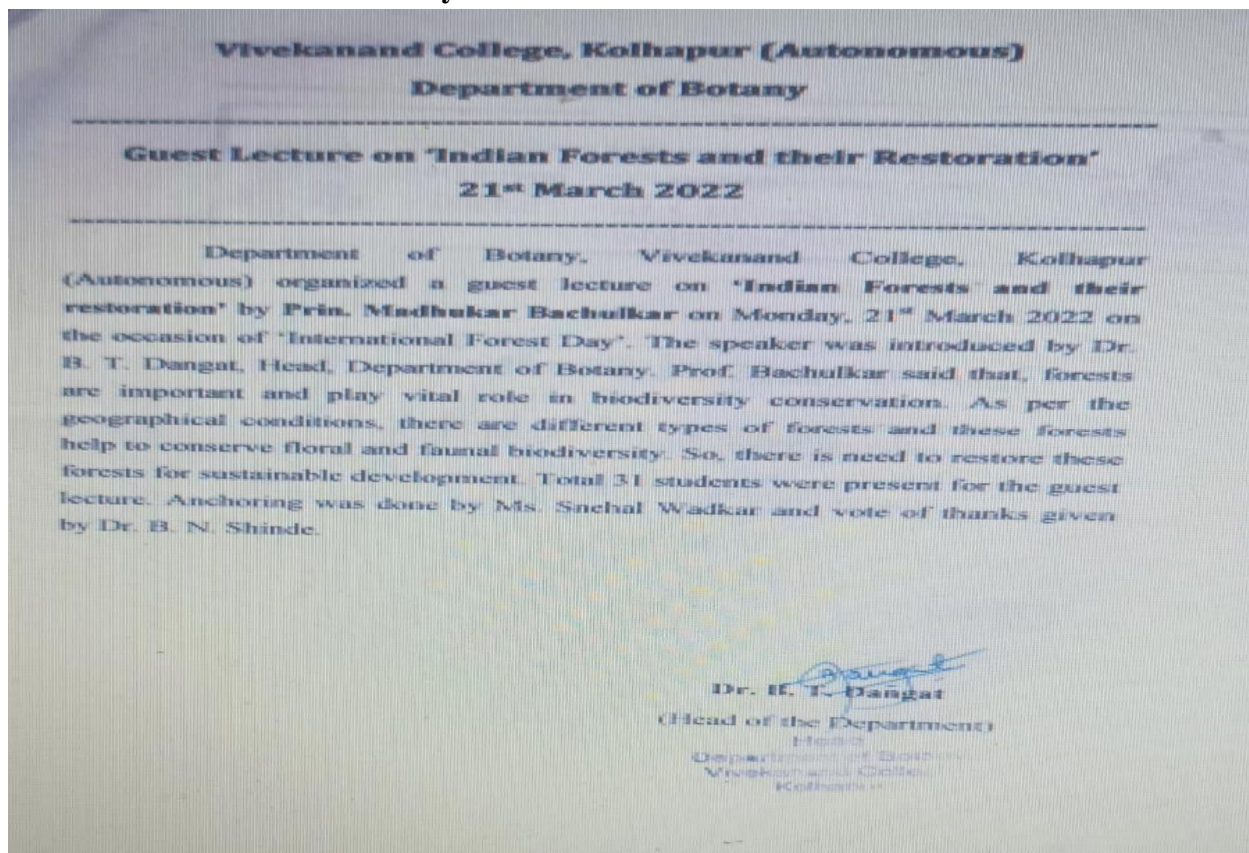 Vivekanand College, Kolhapur (Autonomous)
Department of Botany
Guest Lecture on 'Indian Forests and their Restoration'
21st March 2022
Department of Botany, Vivekanand College, Kolhapur
(Autonomous) organized a guest lecture on 'Indian Forests and their
restoration' by Prin. Madhukar Bachulkar on Monday, 21st March 2022 on
the occasion of 'International Forest Day'. The speaker was introduced by Dr.
B. T. Dangat, Head, Department of Botany. Prof. Bachulkar said that, forests
are important and play vital role in biodiversity conservation. As per the
geographical conditions, there are different types of forests and these forests
help to conserve floral and faunal biodiversity. So, there is need to restore these
forests for sustainable development. Total 31 students were present for the guest
lecture. Anchoring was done by Ms. Snehal Wadkar and vote of thanks given
by Dr. B. N. Shinde.
Dangat
Dr. B. T. Dangat
(Head of the Department)
Head
Department of
Vivekanand
Kolhapur